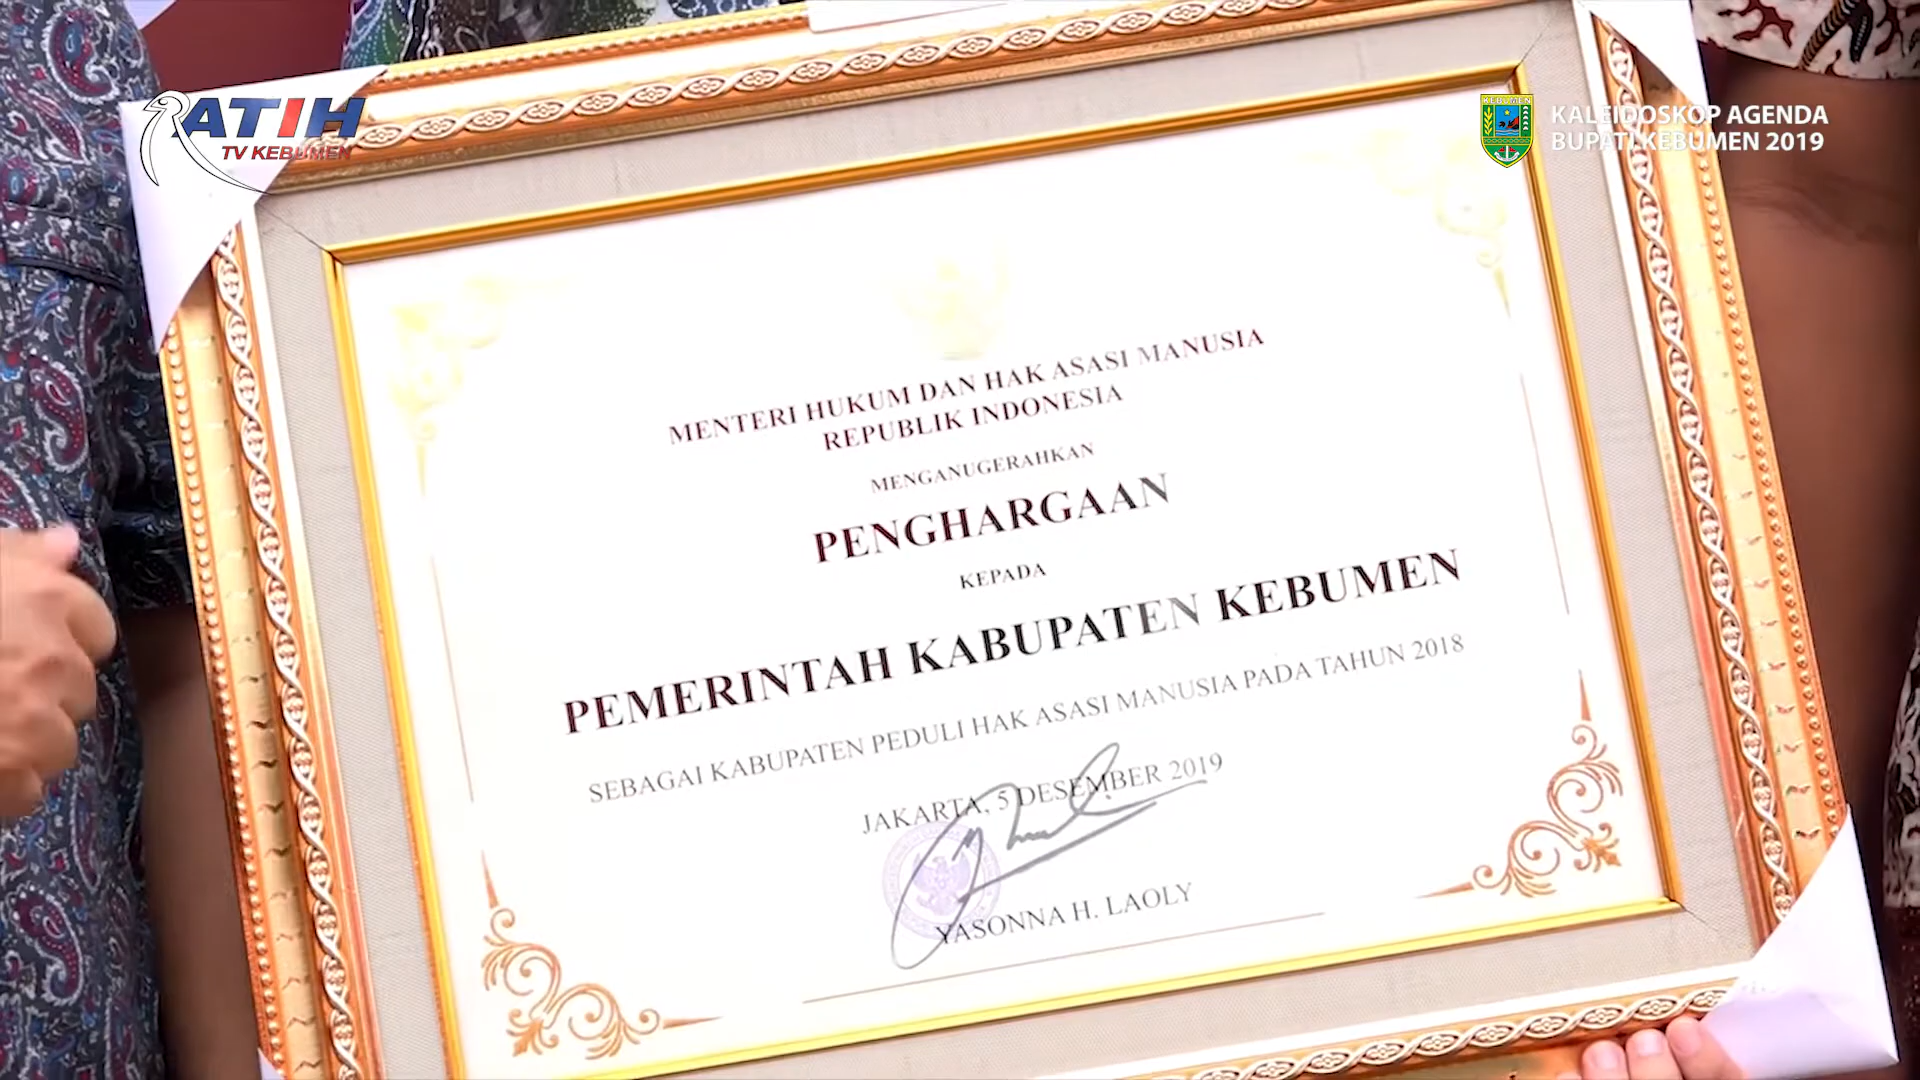 RATIH
TV KEBUMEN
KEBUMEN
KALEIDOSKOP AGENDA
BUPATI KEBUMEN 2019
MENTERI HUKUM DAN HAK ASASI MANUSIA
REPUBLIK INDONESIA
MENGANUGERAHKAN
PENGHARGAAN
KEPADA
PEMERINTAH KABUPATEN KEBUMEN
SEBAGAI KABUPATEN PEDULI HAK ASASI MANUSIA PADA TAHUN 2018
JAKARTA, 5 DESEMBER 2019
YASONNA H. LAOLY